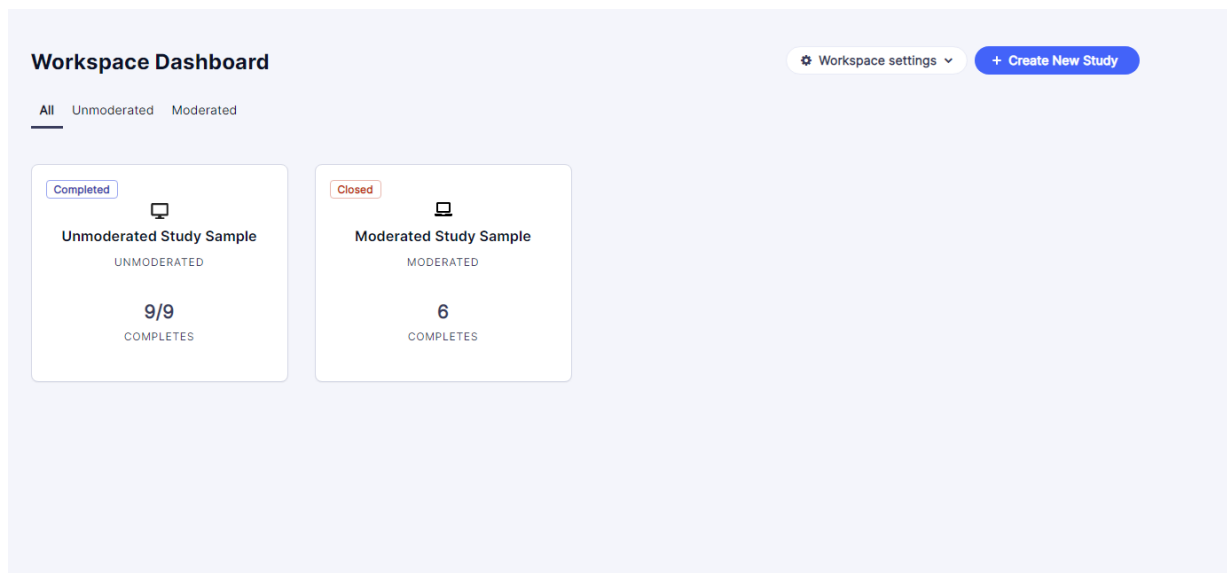 Workspace Dashboard
Workspace settings
+ Create New Study
All Unmoderated Moderated
Completed
Unmoderated Study Sample
UNMODERATED
9/9
COMPLETES
Closed
Moderated Study Sample
MODERATED
6
COMPLETES